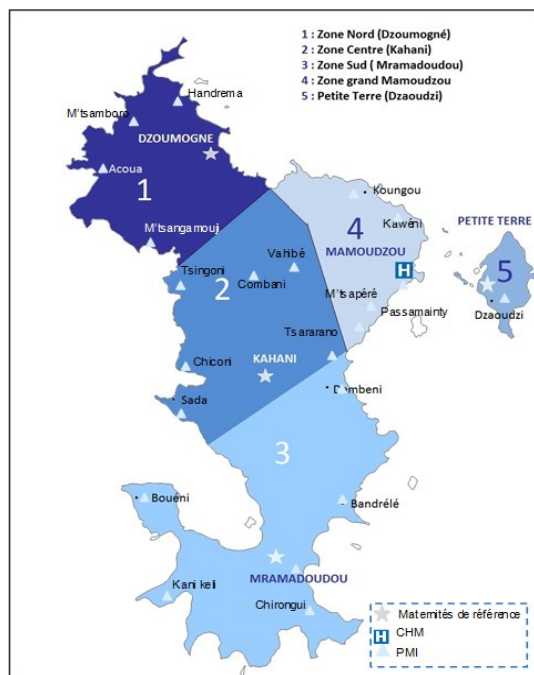 1 : Zone Nord (Dzoumogné)
2 : Zone Centre (Kahani)
3 : Zone Sud ( Mramadoudou)
4 : Zone grand Mamoudzou
5 : Petite Terre (Dzaoudzi)
Handrema
M'tsamboro
DZOUMOGNE
Acoua
1
M'tsangamouji
Koungou
Kawéni
4
MAMOUDZOU
PETITE TERRE
5
Dzaoudzi
H
Vahibé
Tsingoni
2
Combani
M'tsapéré
Passamainty
Tsararano
Chiconi
KAHANI
Sada
Dembeni
3
Bouéni
Bandrélé
MRAMADOUDOU
Kani keli
Chirongui
Maternités de référence
H CHM
PMI